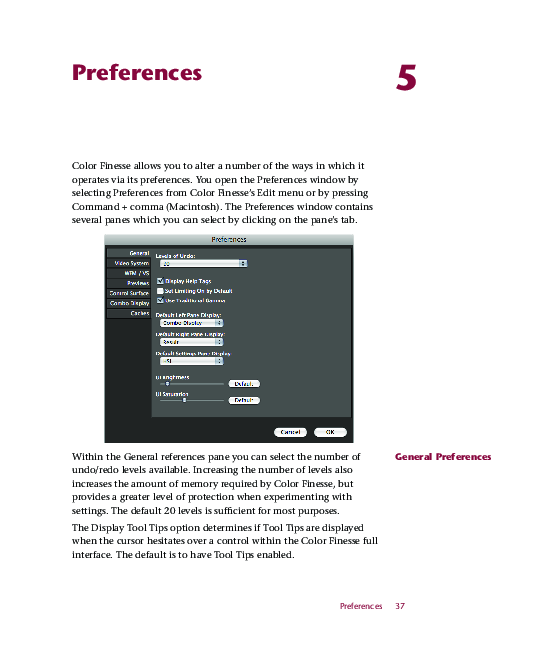 Preferences
5
Color Finesse allows you to alter a number of the ways in which it
operates via its preferences. You open the Preferences window by
selecting Preferences from Color Finesse's Edit menu or by pressing
Command + comma (Macintosh). The Preferences window contains
several panes which you can select by clicking on the pane's tab.
Preferences
General
Video System
WFM / VS
Previews
Control Surface
Combo Display
Caches
Levels of Undo:
20
Display Help Tags
Set Limiting On by Default
Use Traditional Gamma
Default Left Pane Display:
Combo Display
Default Right Pane Display:
Result
Default Settings Pane Display:
HSL
UI Brightness
Default
UI Saturation
Default
Cancel
OK
General Preferences
Within the General references pane you can select the number of
undo/redo levels available. Increasing the number of levels also
increases the amount of memory required by Color Finesse, but
provides a greater level of protection when experimenting with
settings. The default 20 levels is sufficient for most purposes.
The Display Tool Tips option determines if Tool Tips are displayed
when the cursor hesitates over a control within the Color Finesse full
interface. The default is to have Tool Tips enabled.
Preferences 37